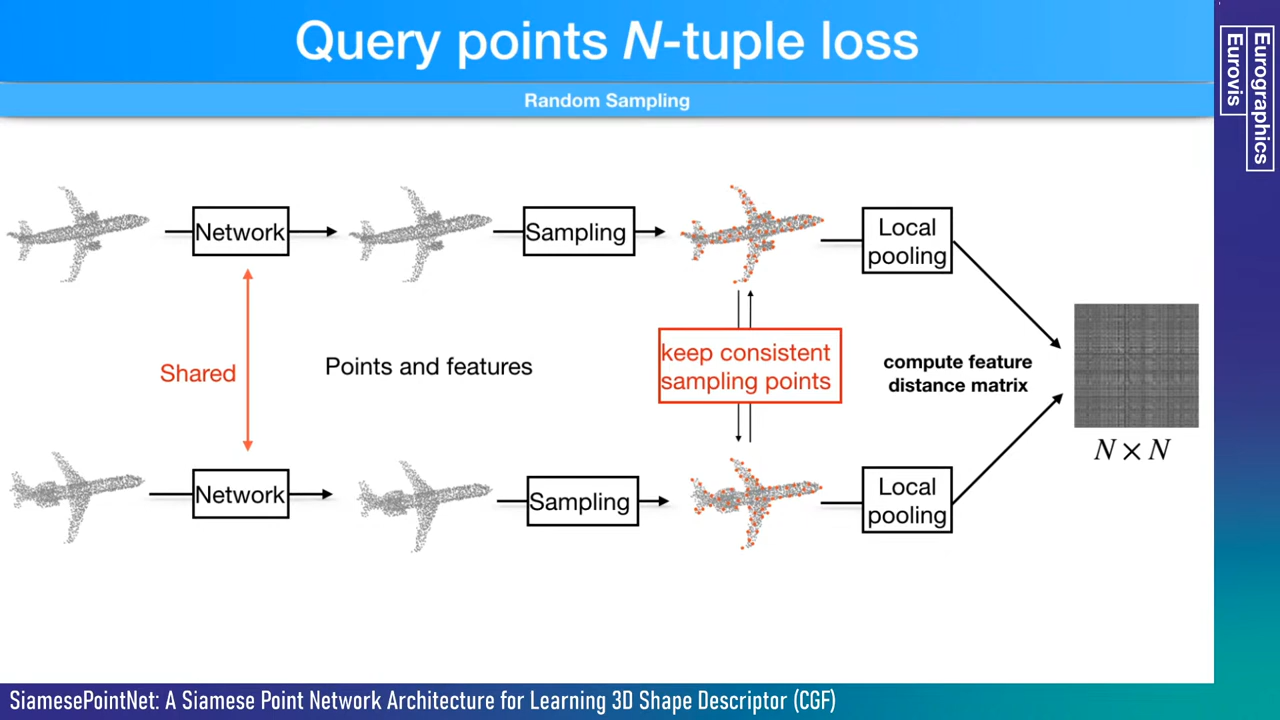 Query points N-tuple loss
Random Sampling
Eurographics
Eurovis
Network
Sampling
Local
pooling
Shared
Points and features
keep consistent
sampling points
compute feature
distance matrix
N × N
Network
Sampling
Local
pooling
SiamesePointNet: A Siamese Point Network Architecture for Learning 3D Shape Descriptor (CGF)